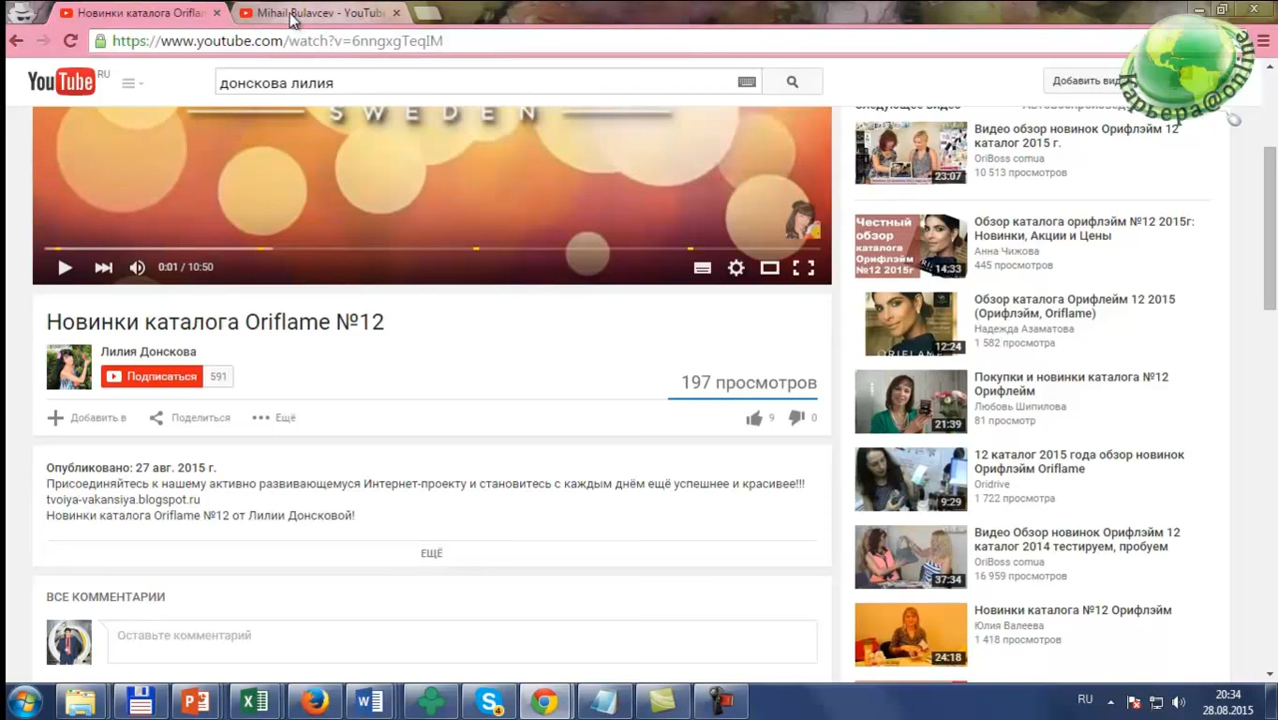 Новинки каталога Oriflam
Mihail Bulavcev - YouTube
https://www.youtube.com/watch?v=6nngxgTeqIM
YouTube RU
донскова лилия
Добавить вид
Карьера@online
SWEDEN
0:01 / 10:50
Новинки каталога Oriflame №12
Лилия Донскова
Подписаться 591
197 просмотров
Добавить в
Поделиться
Ещё
9
0
Опубликовано: 27 авг. 2015 г.
Присоединяйтесь к нашему активно развивающемуся Интернет-проекту и становитесь с каждым днём ещё успешнее и красивее!!!
tvoiya-vakansiya.blogspot.ru
Новинки каталога Oriflame №12 от Лилии Донсковой!
ЕЩЁ
ВСЕ КОММЕНТАРИИ
Оставьте комментарий
Следующее видео
Видео обзор новинок Орифлэйм 12
каталог 2015 г.
OriBoss comua
10 513 просмотров
23:07
Обзор каталога орифлэйм №12 2015г:
Новинки, Акции и Цены
Анна Чижова
445 просмотров
Честный
обзор
каталога
Орифлэйм
№12 2015г
14:33
Обзор каталога Орифлейм 12 2015
(Орифлэйм, Oriflame)
Надежда Азаматова
1 582 просмотра
ORIFLAME
12:24
Покупки и новинки каталога №12
Орифлейм
Любовь Шипилова
81 просмотр
21:39
12 каталог 2015 года обзор новинок
Орифлэйм Oriflame
Oridrive
1 722 просмотра
9:29
Видео Обзор новинок Орифлэйм 12
каталог 2014 тестируем, пробуем
OriBoss comua
16 959 просмотров
37:34
Новинки каталога №12 Орифлэйм
Юлия Валеева
1 418 просмотров
24:18
RU
20:34
28.08.2015